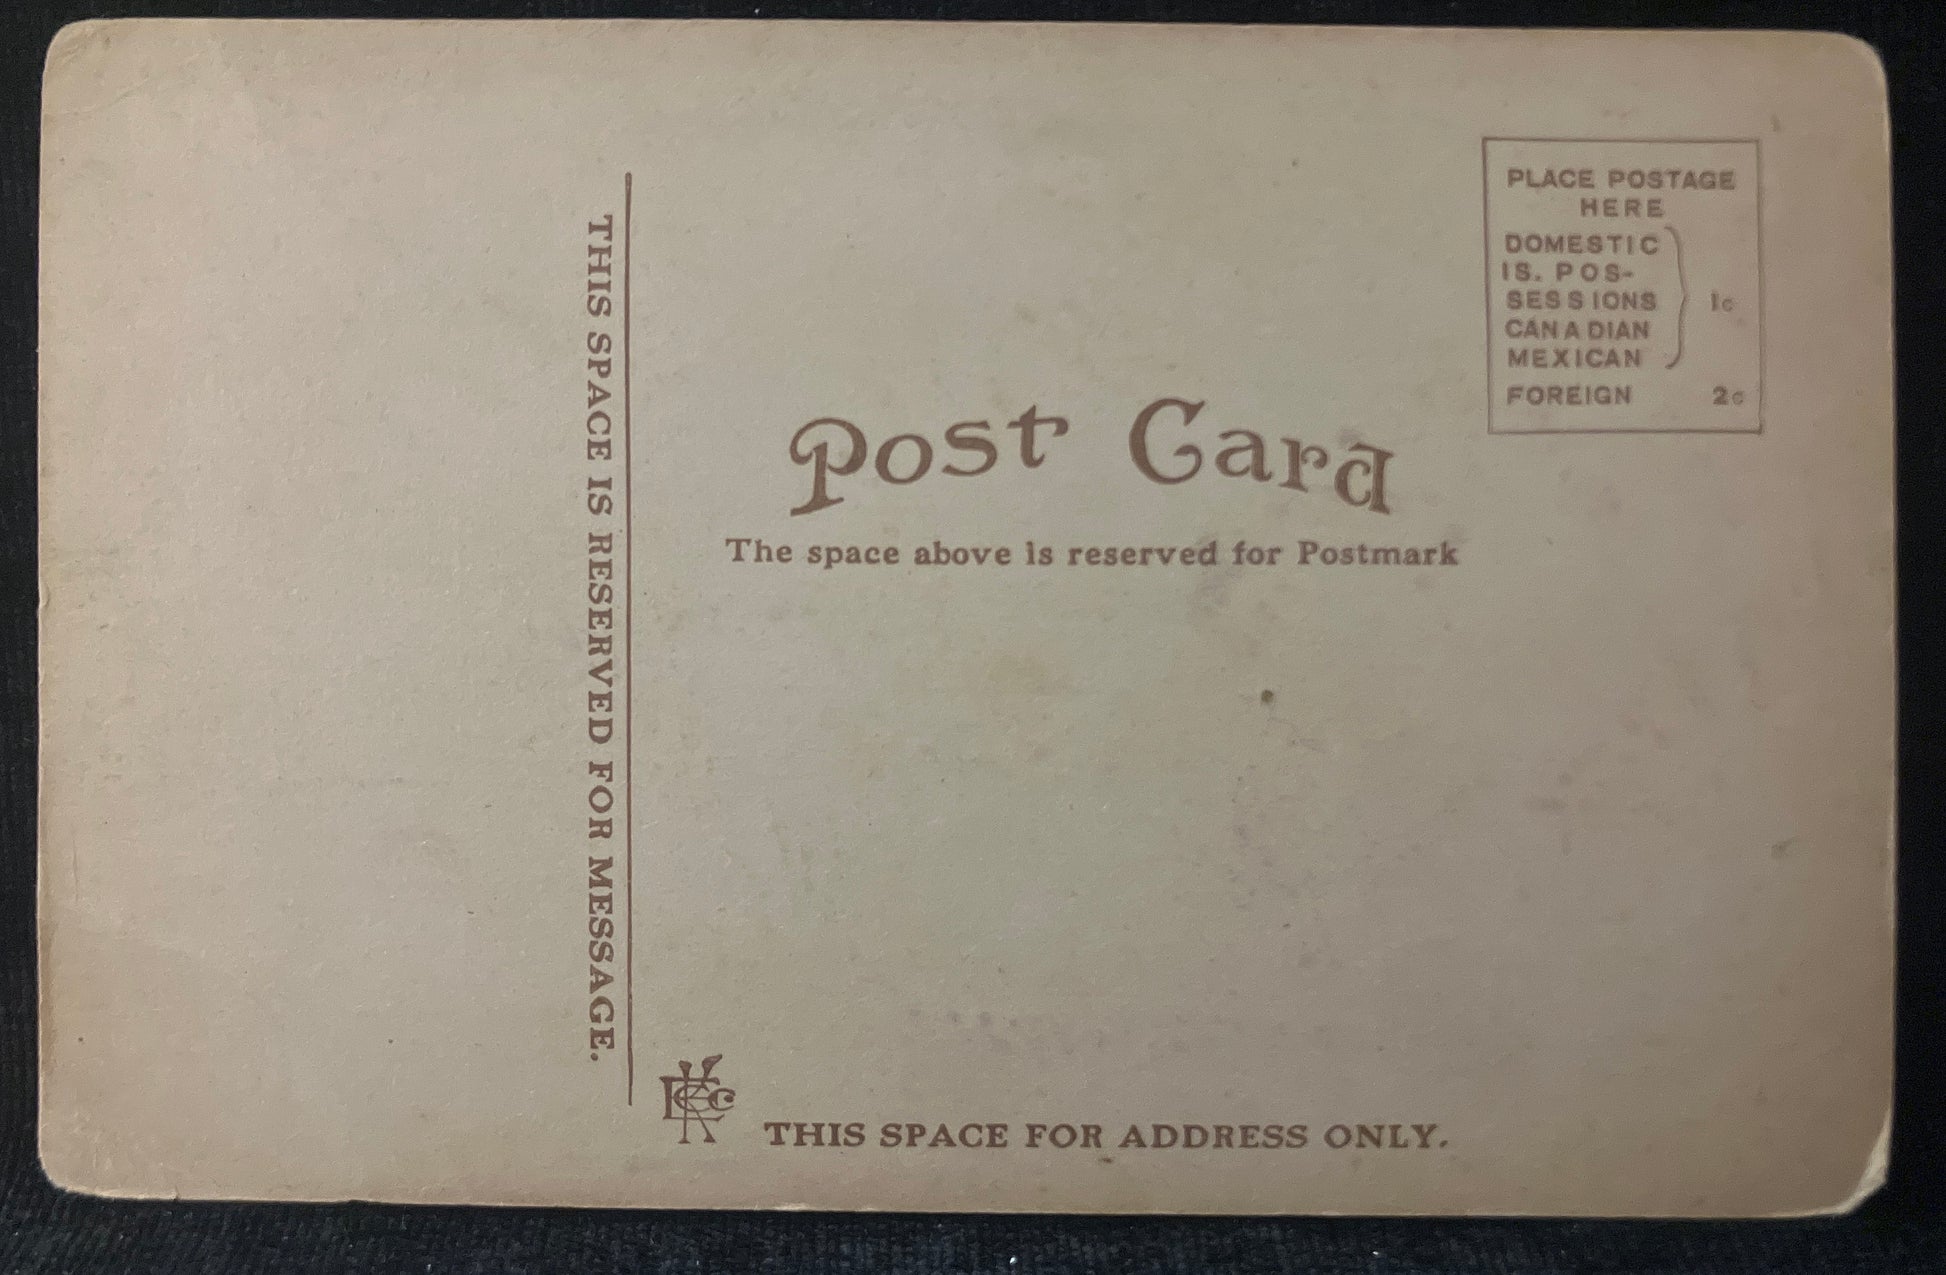 PLACE POSTAGE
HERE
DOMESTIC
IS. POS-
SESSIONS 1c
CANADIAN
MEXICAN
FOREIGN 2c
THIS SPACE IS RESERVED FOR MESSAGE.
Post Card
The space above is reserved for Postmark
THIS SPACE FOR ADDRESS ONLY.